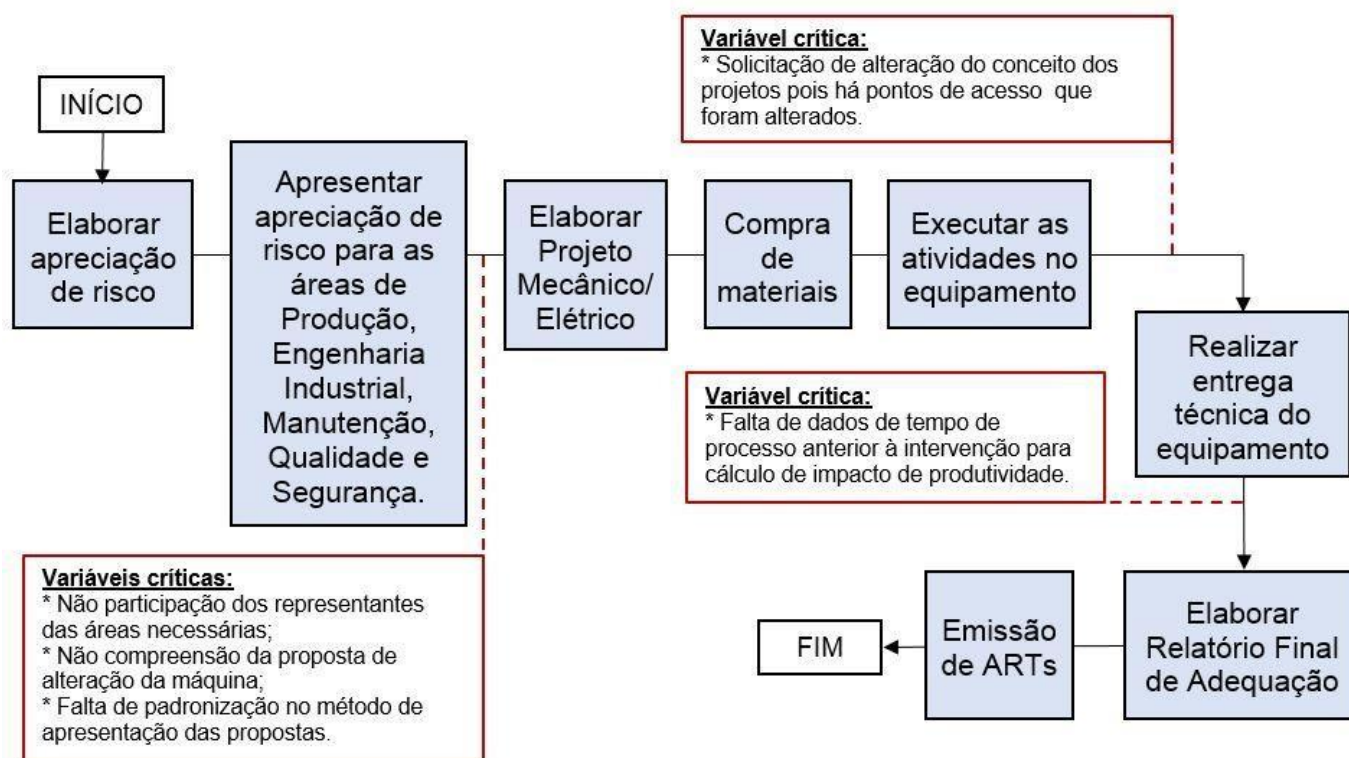 INÍCIO
Elaborar
apreciação
de risco
Apresentar
apreciação de
risco para as
áreas de
Produção,
Engenharia
Industrial,
Manutenção,
Qualidade e
Segurança.
Variáveis críticas:
* Não participação dos representantes
das áreas necessárias;
* Não compreensão da proposta de
alteração da máquina;
* Falta de padronização no método de
apresentação das propostas.
Elaborar
Projeto
Mecânico/
Elétrico
Compra
de
materiais
Executar as
atividades no
equipamento
Variável crítica:
* Solicitação de alteração do conceito dos
projetos pois há pontos de acesso que
foram alterados.
Realizar
entrega
técnica do
equipamento
Variável crítica:
* Falta de dados de tempo de
processo anterior à intervenção para
cálculo de impacto de produtividade.
Elaborar
Relatório Final
de Adequação
Emissão
de ARTs
FIM